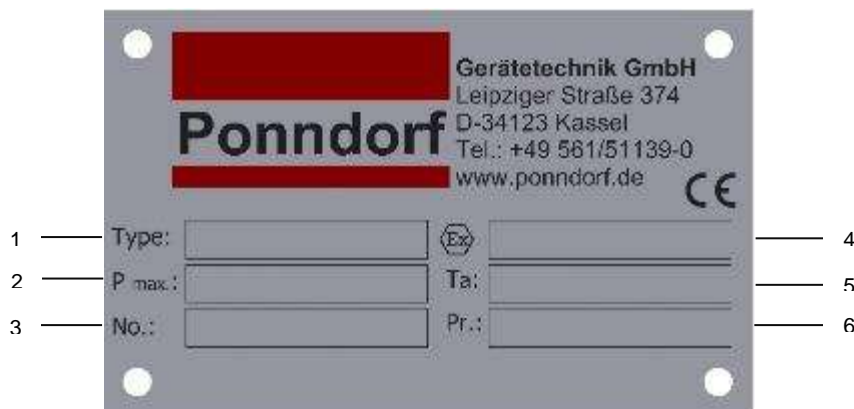 Ponndorf
Gerätetechnik GmbH
Leipziger Straße 374
D-34123 Kassel
Tel.: +49 561/51139-0
www.ponndorf.de
CE
1 Type: Ex 4
2 P max.: Ta: 5
3 No.: Pr.: 6